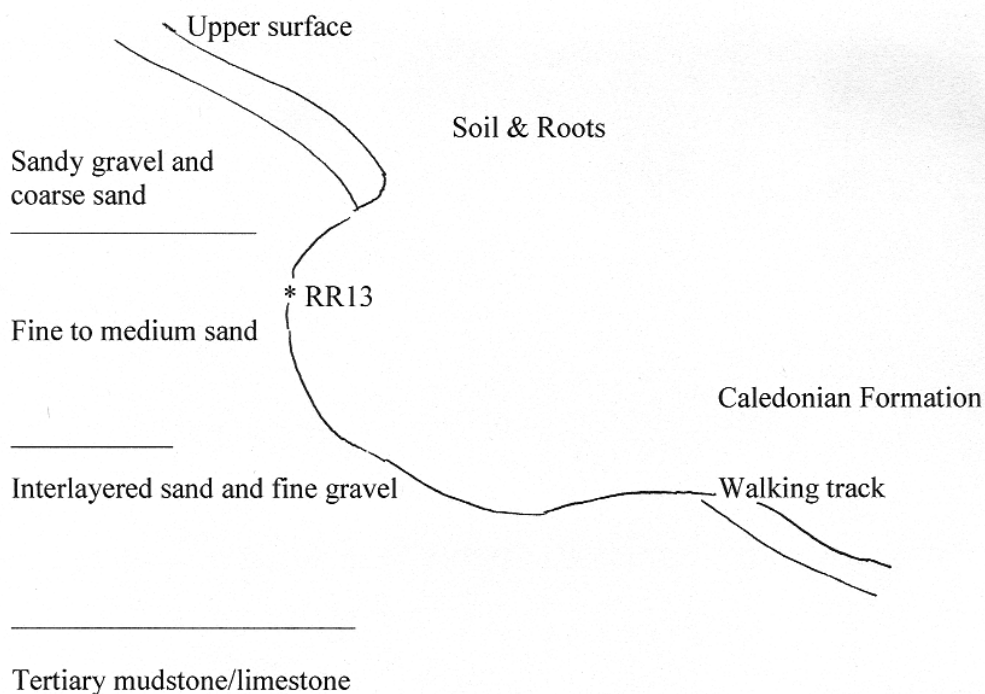 Upper surface
Soil & Roots
Sandy gravel and
coarse sand
* RR13
Fine to medium sand
Caledonian Formation
Interlayered sand and fine gravel
Walking track
Tertiary mudstone/limestone